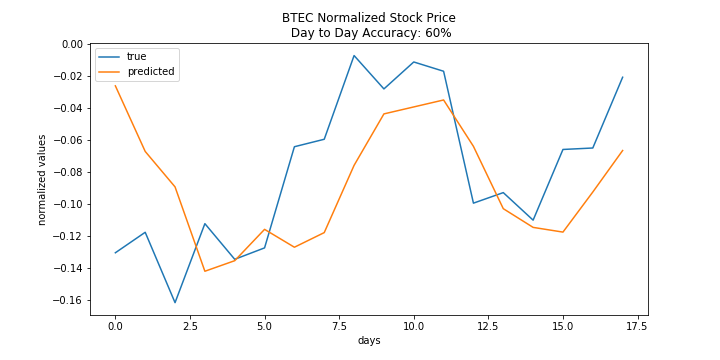 BTEC Normalized Stock Price
Day to Day Accuracy: 60%
0.00
−0.02
−0.04
−0.06
−0.08
−0.10
−0.12
−0.14
−0.16
normalized values
true
predicted
0.0
2.5
5.0
7.5
10.0
12.5
15.0
17.5
days